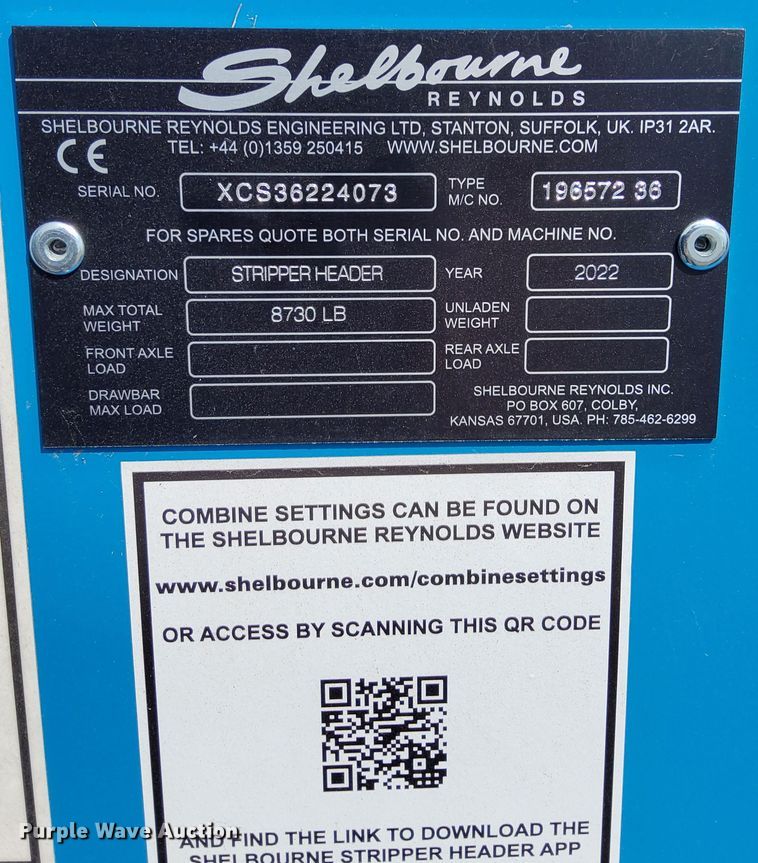 Shelbourne
REYNOLDS
SHELBOURNE REYNOLDS ENGINEERING LTD, STANTON, SUFFOLK, UK. IP31 2AR.
CE TEL: +44 (0)1359 250415 WWW.SHELBOURNE.COM
SERIAL NO. XCS36224073 TYPE M/C NO. 196572 36
FOR SPARES QUOTE BOTH SERIAL NO. AND MACHINE NO.
DESIGNATION STRIPPER HEADER YEAR 2022
MAX TOTAL WEIGHT 8730 LB UNLADEN WEIGHT
FRONT AXLE LOAD REAR AXLE LOAD
DRAWBAR MAX LOAD
SHELBOURNE REYNOLDS INC.
PO BOX 607, COLBY,
KANSAS 67701, USA. PH: 785-462-6299
COMBINE SETTINGS CAN BE FOUND ON
THE SHELBOURNE REYNOLDS WEBSITE
www.shelbourne.com/combinesettings
OR ACCESS BY SCANNING THIS QR CODE
AND FIND THE LINK TO DOWNLOAD THE
SHELBOURNE STRIPPER HEADER APP
Purple Wave Auction